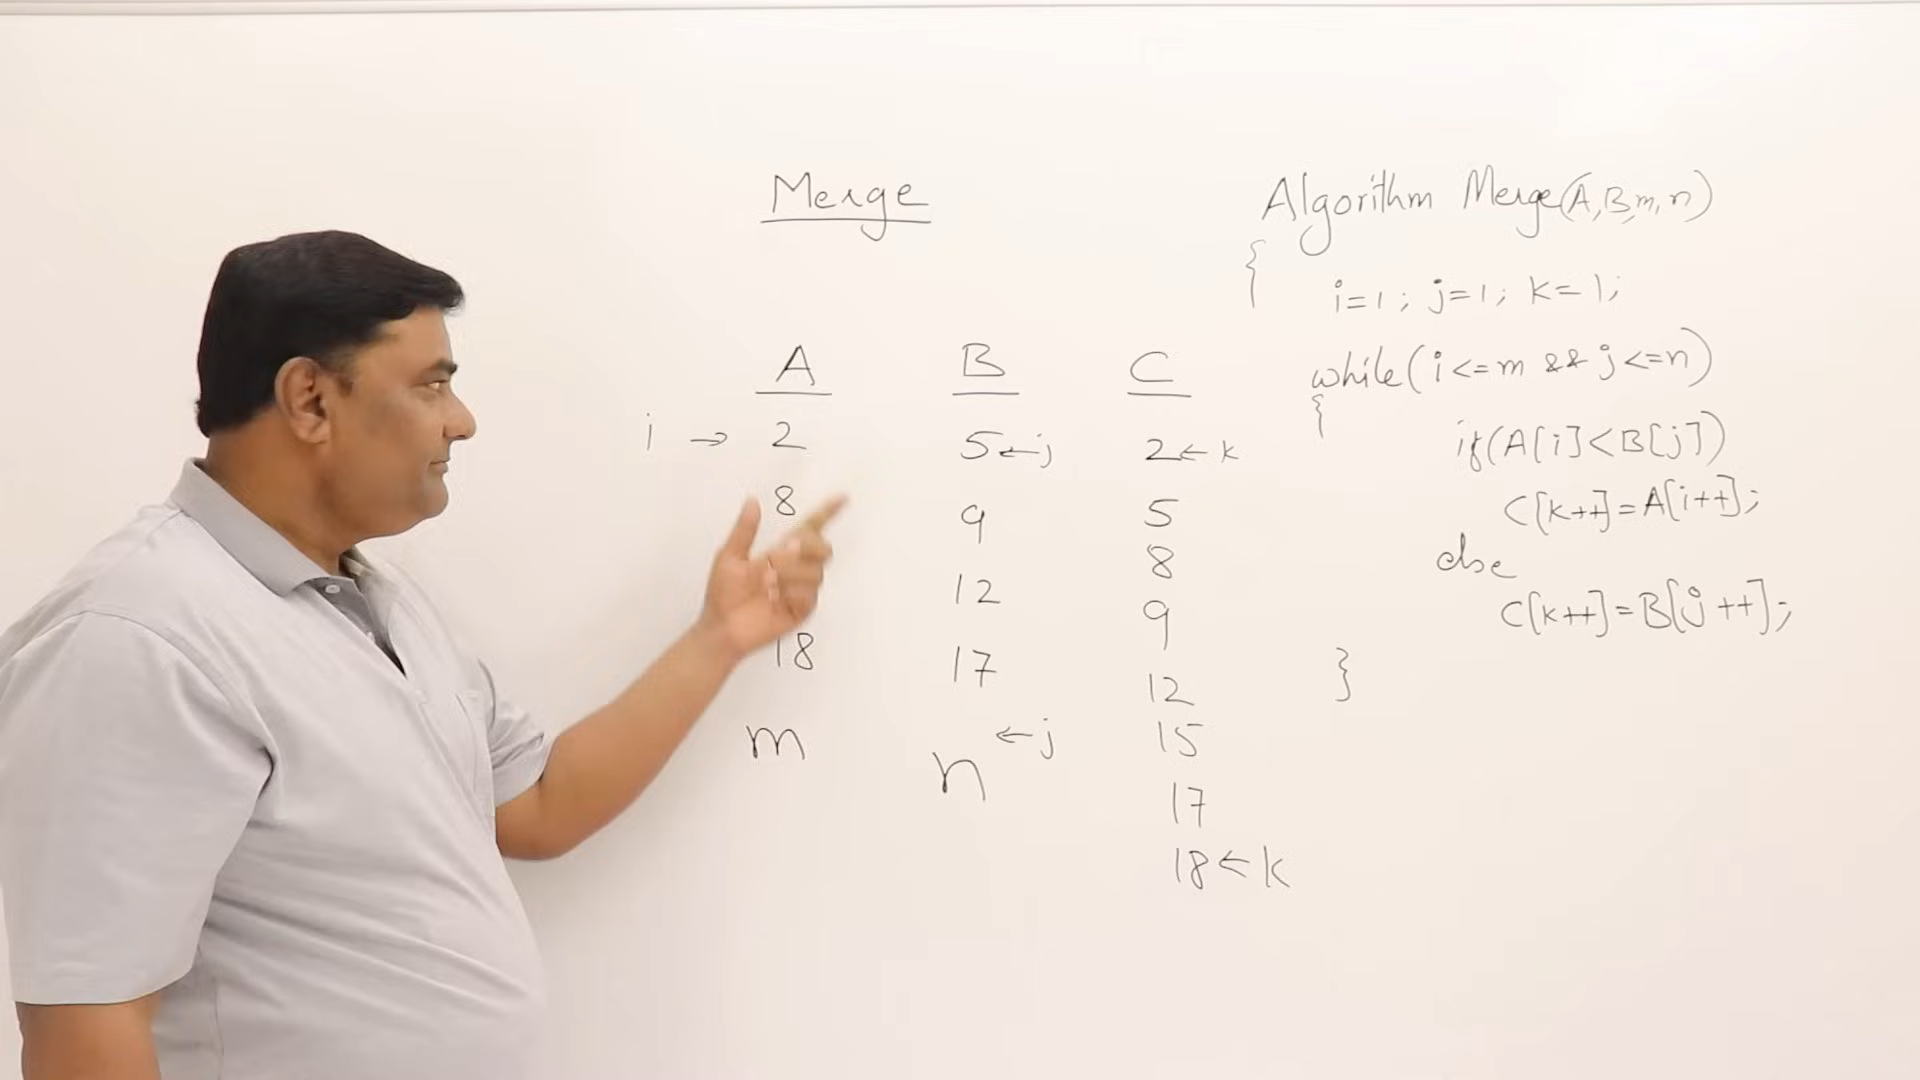 Merge
A B C
i → 2 5 ← j 2 ← k
8 9 5
12 8
9
18 17 12
m n ← j 15
17
18 ← k
Algorithm Merge(A,B,m,n)
{
i=1; j=1; k=1;
while(i<=m && j<=n)
{
if(A[i]<B[j])
C[k++]=A[i++];
else
C[k++]=B[j++];
}